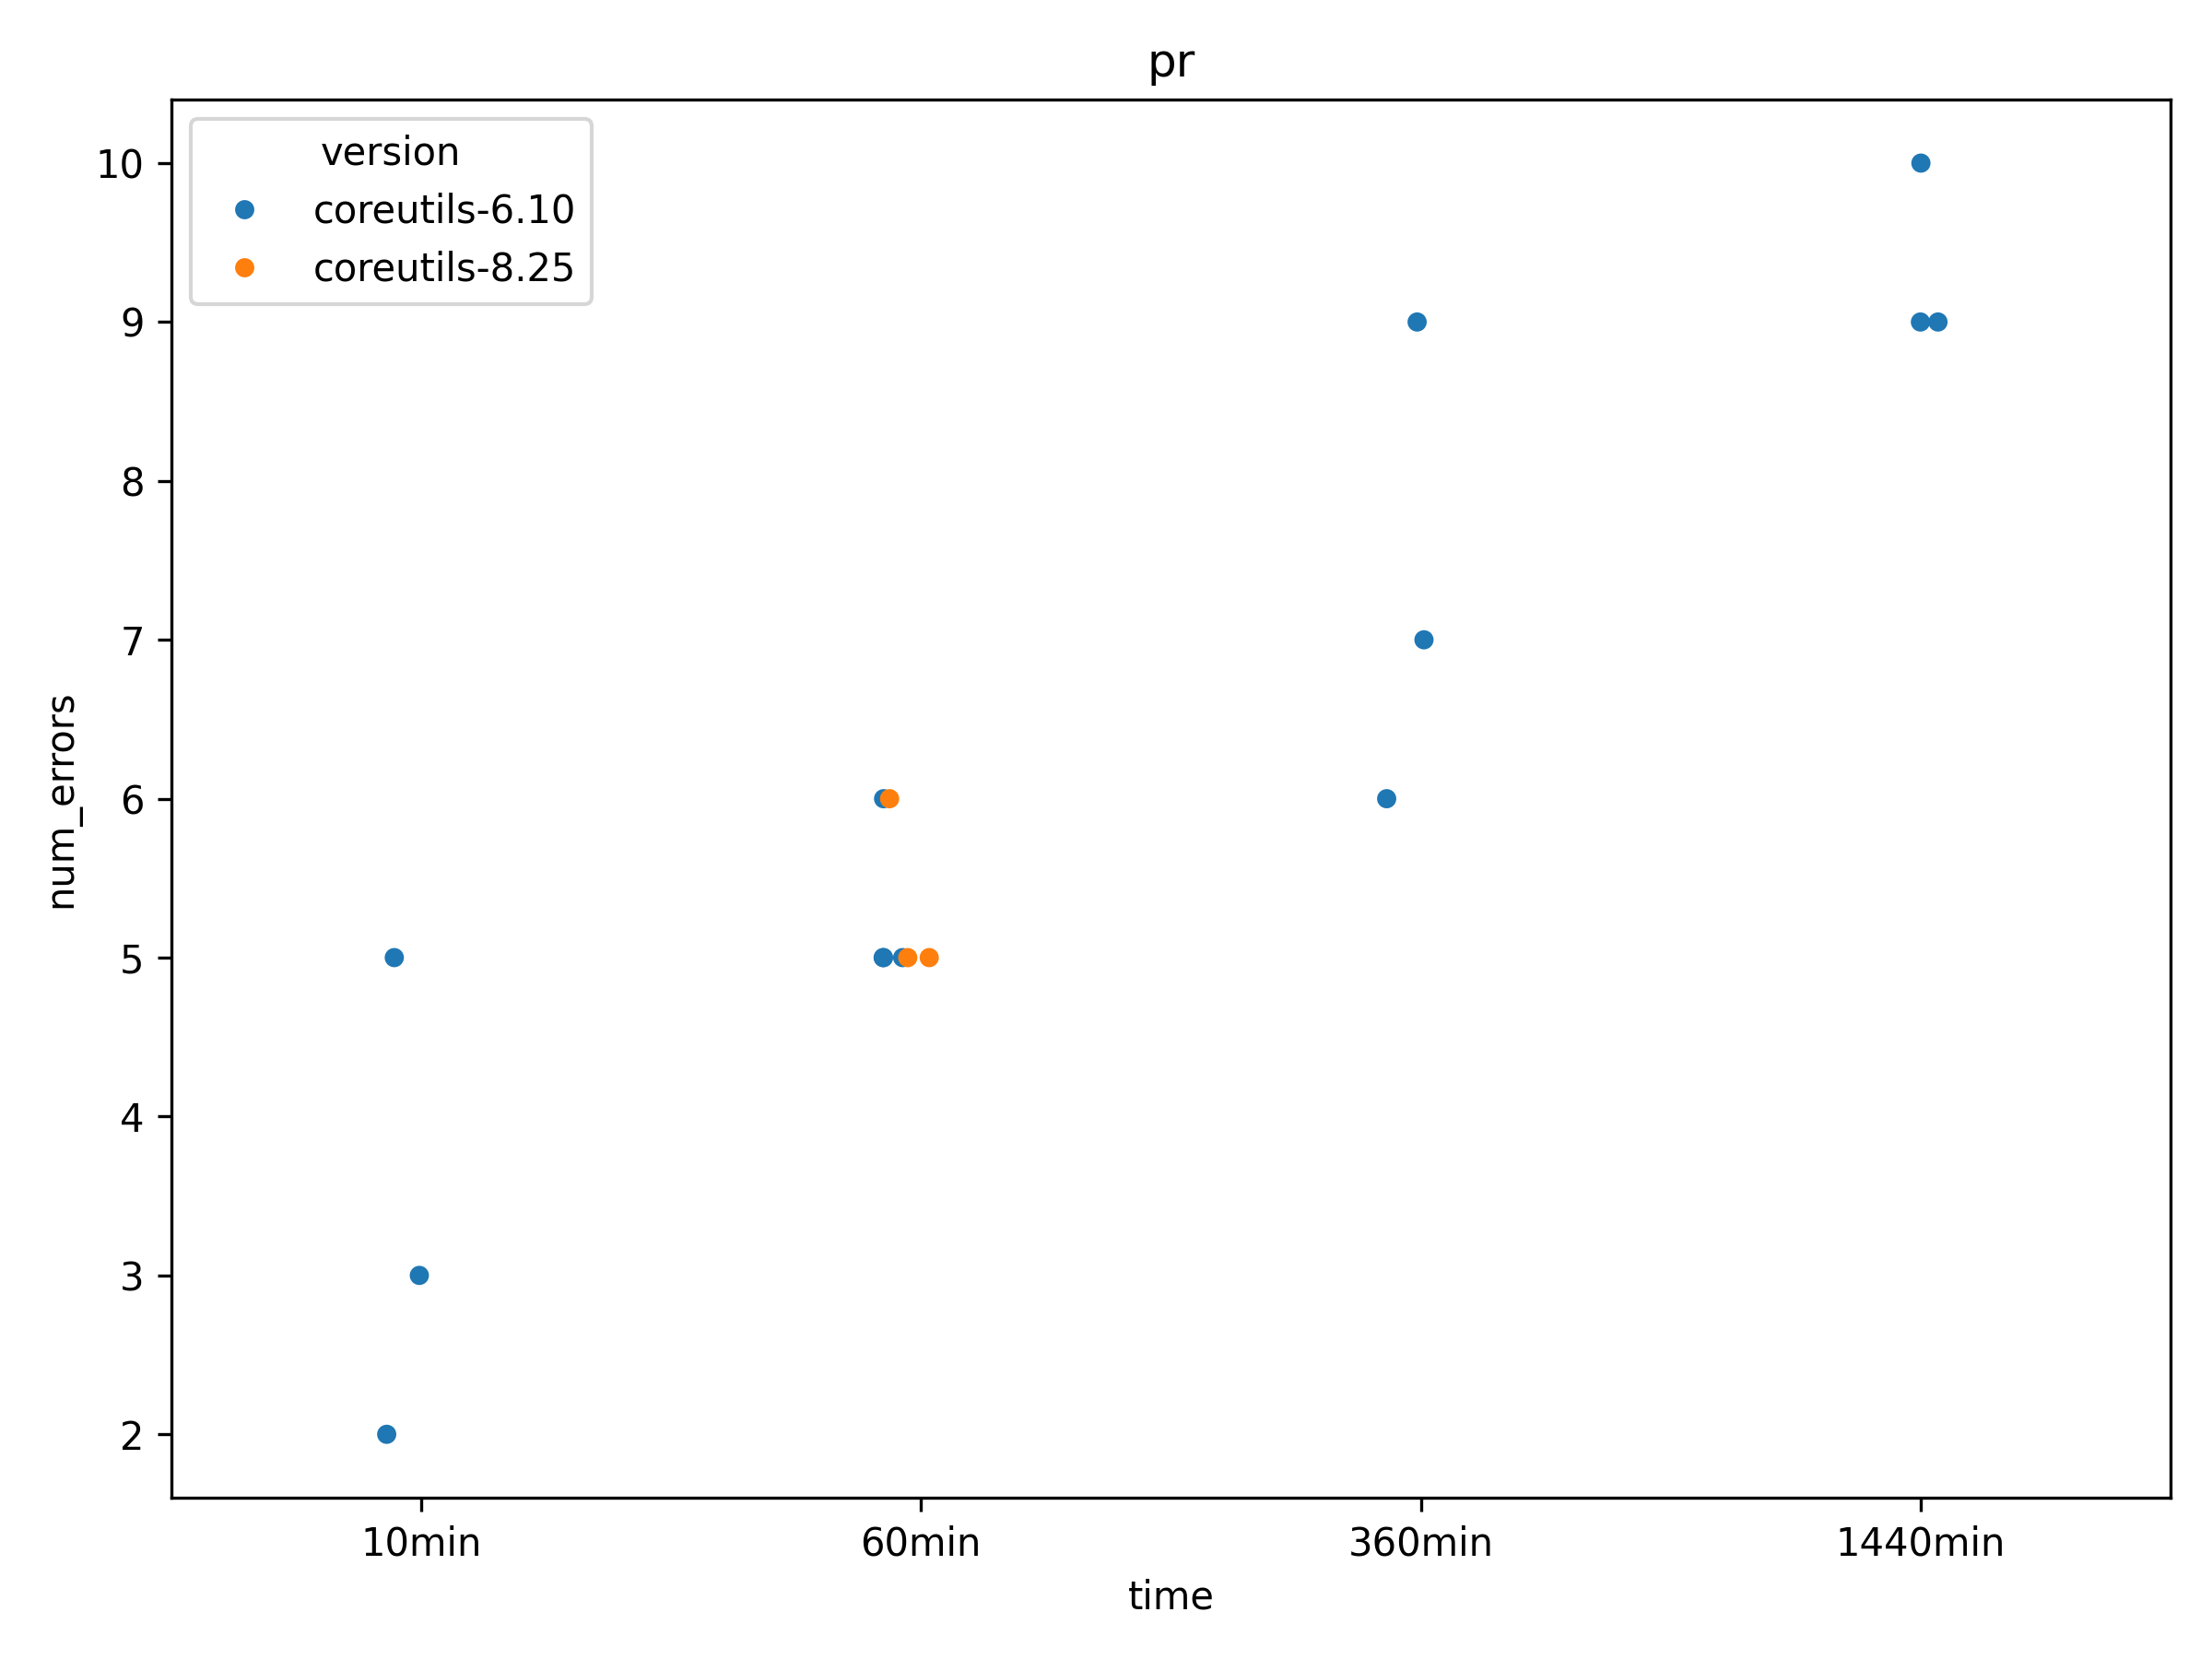 pr
version
coreutils-6.10
coreutils-8.25
10
9
8
7
6
5
4
3
2
num_errors
10min
60min
360min
1440min
time